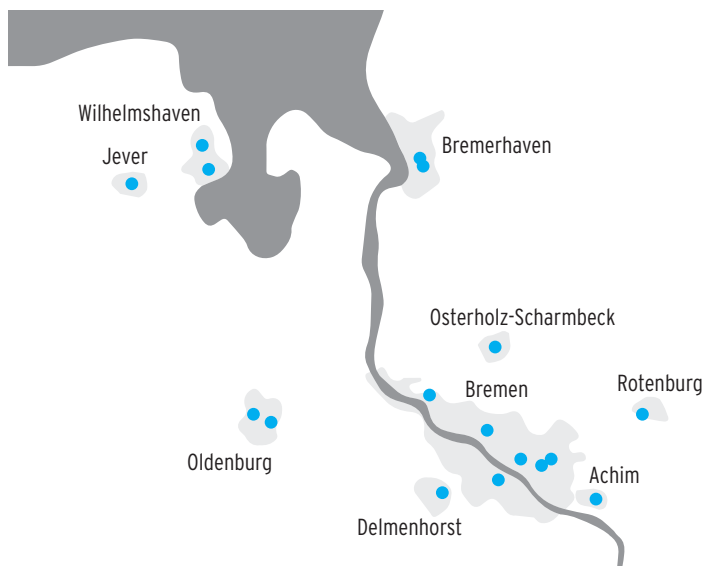 Wilhelmshaven
Jever
Bremerhaven
Osterholz-Scharmbeck
Bremen
Rotenburg
Oldenburg
Achim
Delmenhorst